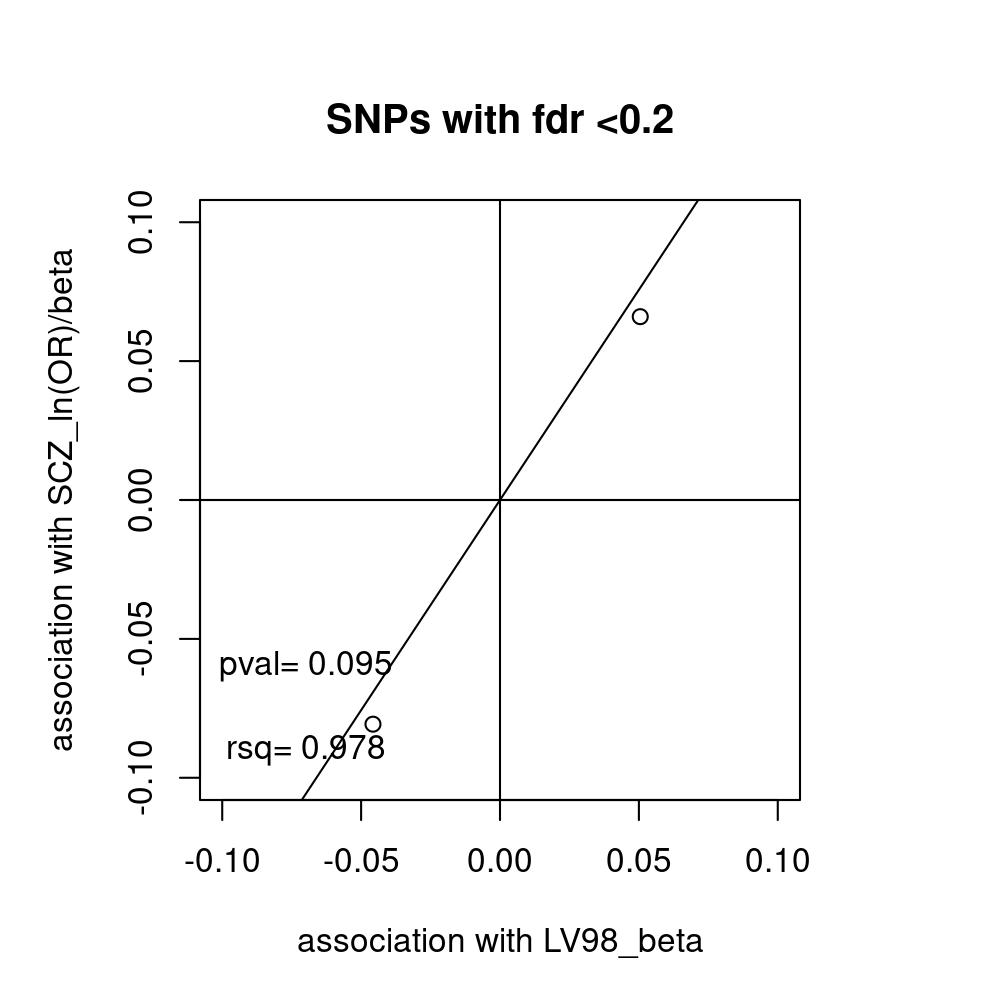 SNPs with fdr <0.2
association with SCZ_ln(OR)/beta
0.10
0.05
0.00
-0.05
-0.10
pval= 0.095
rsq= 0.978
-0.10 -0.05 0.00 0.05 0.10
association with LV98_beta